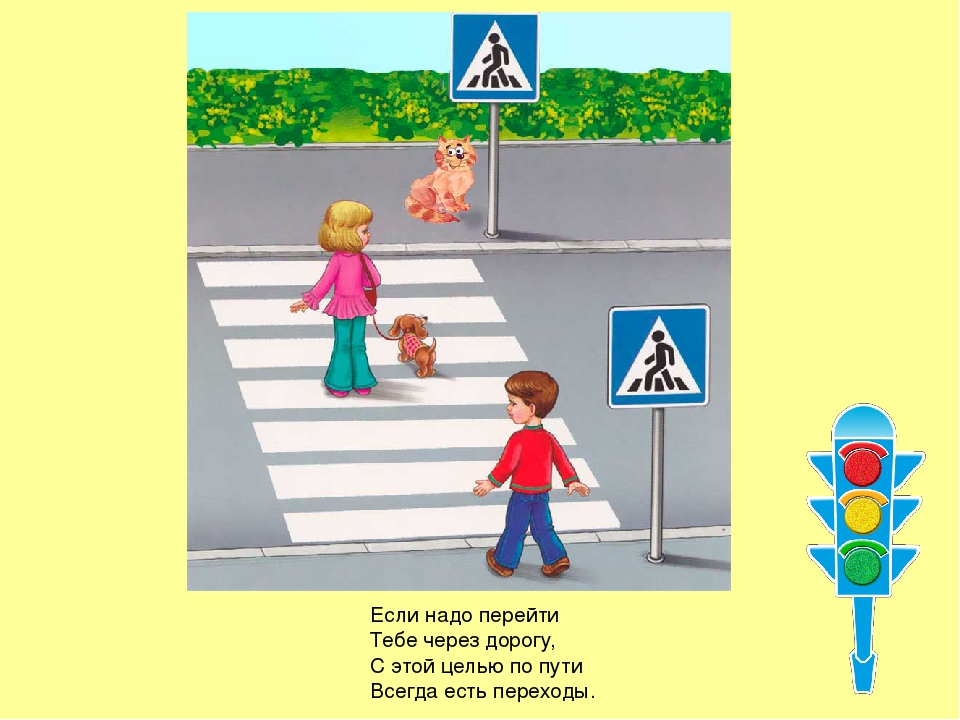 Если надо перейти
Тебе через дорогу,
С этой целью по пути
Всегда есть переходы.